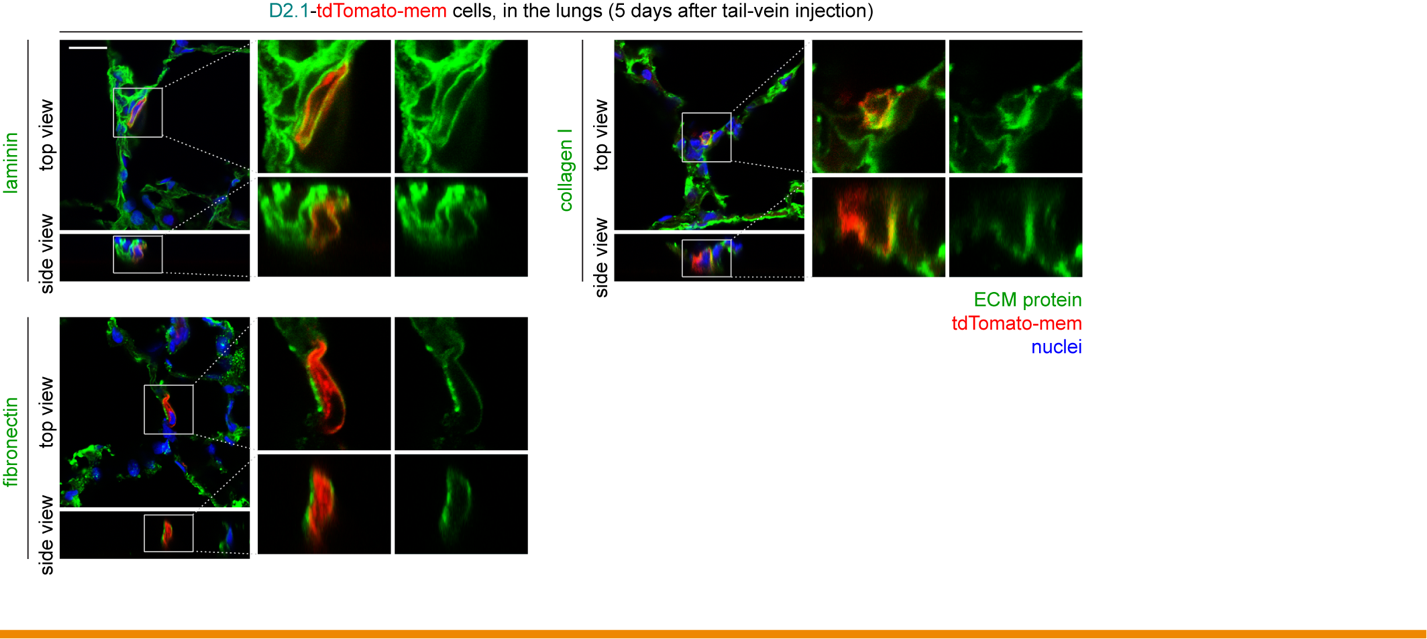 D2.1-tdTomato-mem cells, in the lungs (5 days after tail-vein injection)
laminin
top view
side view
collagen I
top view
side view
ECM protein
tdTomato-mem
nuclei
fibronectin
top view
side view